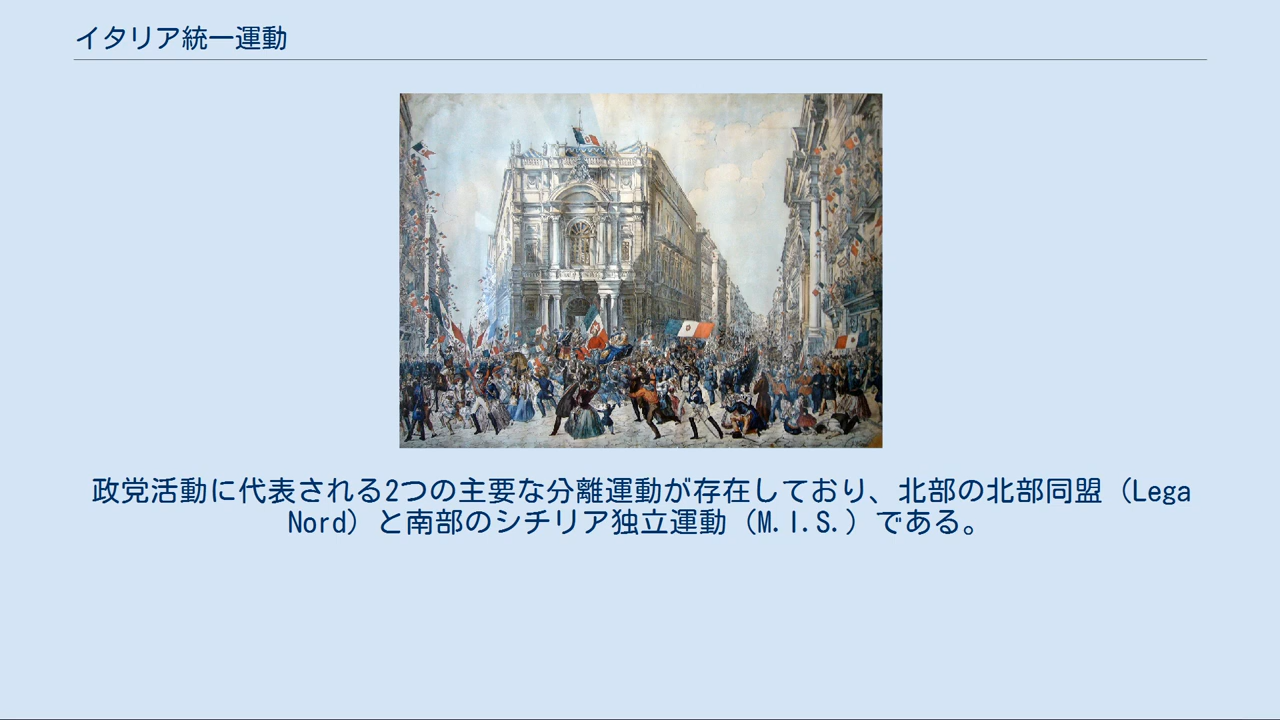 イタリア統一運動
政党活動に代表される2つの主要な分離運動が存在しており、北部の北部同盟（Lega
Nord）と南部のシチリア独立運動（M.I.S.）である。